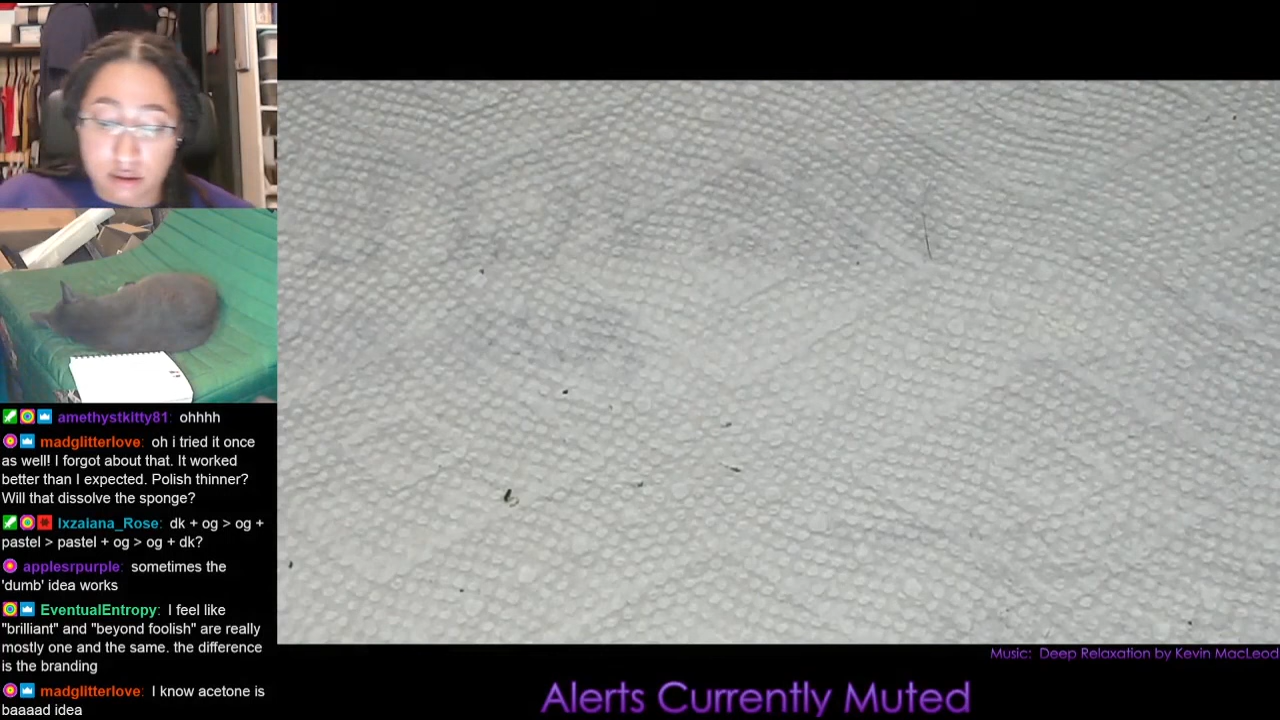 amethystkitty81: ohhhh
madglitterlove: oh i tried it once
as well! I forgot about that. It worked
better than I expected. Polish thinner?
Will that dissolve the sponge?
Ixzaiana_Rose: dk + og > og +
pastel > pastel + og > og + dk?
applesrpurple: sometimes the
'dumb' idea works
EventualEntropy: I feel like
"brilliant" and "beyond foolish" are really
mostly one and the same. the difference
is the branding
madglitterlove: I know acetone is
baaaad idea
Music: Deep Relaxation by Kevin MacLeod
Alerts Currently Muted